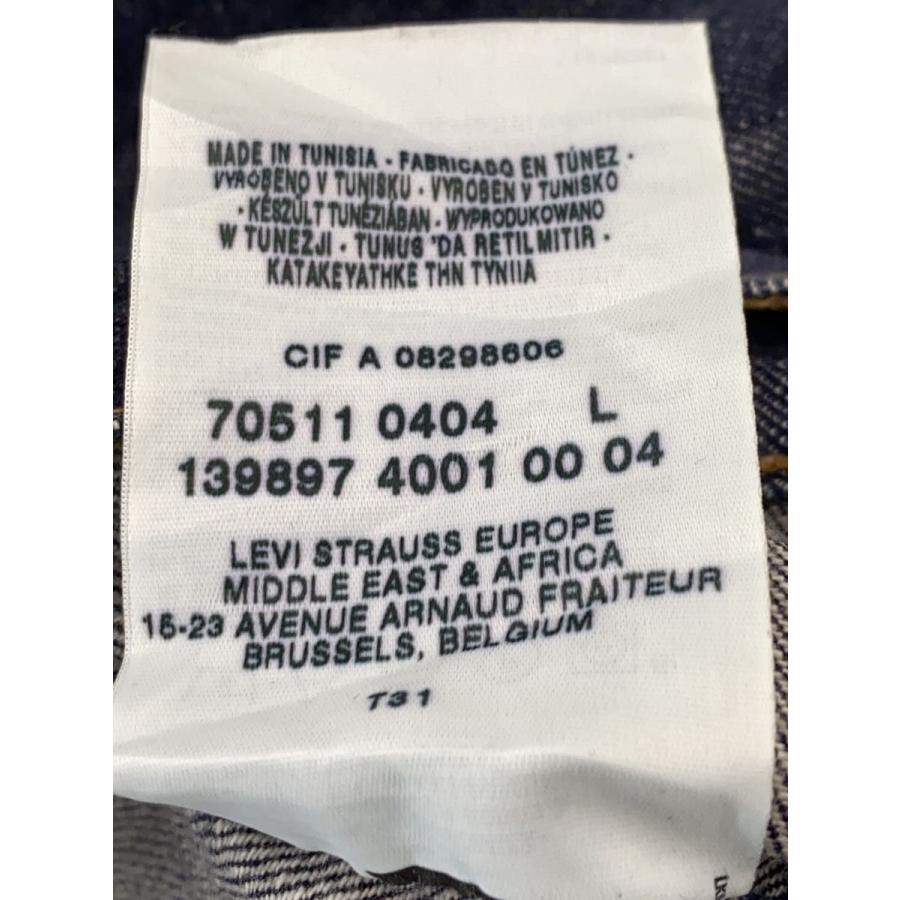 MADE IN TUNISIA · FABRICADO EN TÚNEZ ·
VYROBENO V TUNISKU · VYROBEN V TUNISKO
· KÉSZÜLT TUNÉZIÁBAN · WYPRODUKOWANO
W TUNEZJI · TUNUS 'DA RETILMITIR ·
KATAKEYATHKE THN TYNIIA
CIF A 08298606
70511 0404 L
139897 4001 00 04
LEVI STRAUSS EUROPE
MIDDLE EAST & AFRICA
15-23 AVENUE ARNAUD FRAITEUR
BRUSSELS, BELGIUM
T31